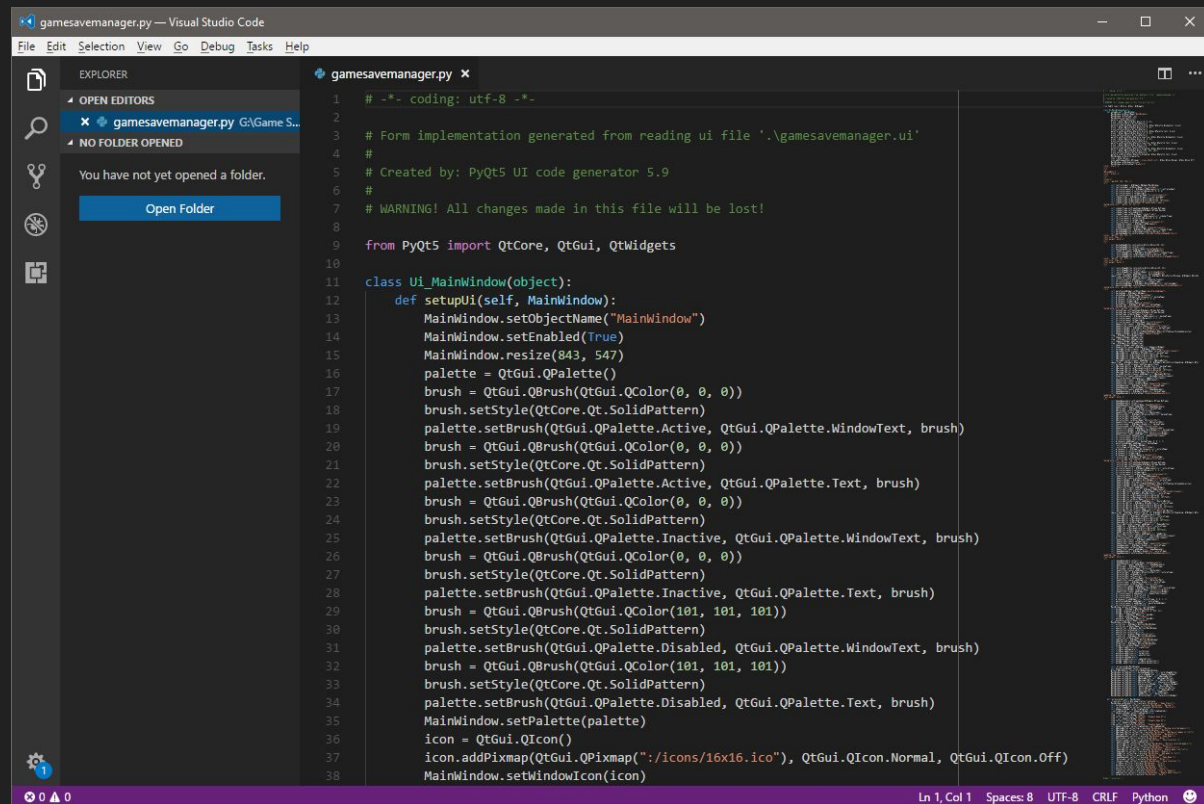 gamesavemanager.py — Visual Studio Code
File Edit Selection View Go Debug Tasks Help
EXPLORER
OPEN EDITORS
gamesavemanager.py G:\Game S...
NO FOLDER OPENED
You have not yet opened a folder.
Open Folder
1
gamesavemanager.py
1 # -*- coding: utf-8 -*-
2
3 # Form implementation generated from reading ui file '.\gamesavemanager.ui'
4 #
5 # Created by: PyQt5 UI code generator 5.9
6 #
7 # WARNING! All changes made in this file will be lost!
8
9 from PyQt5 import QtCore, QtGui, QtWidgets
10
11 class Ui_MainWindow(object):
12 def setupUi(self, MainWindow):
13 MainWindow.setObjectName("MainWindow")
14 MainWindow.setEnabled(True)
15 MainWindow.resize(843, 547)
16 palette = QtGui.QPalette()
17 brush = QtGui.QBrush(QtGui.QColor(0, 0, 0))
18 brush.setStyle(QtCore.Qt.SolidPattern)
19 palette.setBrush(QtGui.QPalette.Active, QtGui.QPalette.WindowText, brush)
20 brush = QtGui.QBrush(QtGui.QColor(0, 0, 0))
21 brush.setStyle(QtCore.Qt.SolidPattern)
22 palette.setBrush(QtGui.QPalette.Active, QtGui.QPalette.Text, brush)
23 brush = QtGui.QBrush(QtGui.QColor(0, 0, 0))
24 brush.setStyle(QtCore.Qt.SolidPattern)
25 palette.setBrush(QtGui.QPalette.Inactive, QtGui.QPalette.WindowText, brush)
26 brush = QtGui.QBrush(QtGui.QColor(0, 0, 0))
27 brush.setStyle(QtCore.Qt.SolidPattern)
28 palette.setBrush(QtGui.QPalette.Inactive, QtGui.QPalette.Text, brush)
29 brush = QtGui.QBrush(QtGui.QColor(101, 101, 101))
30 brush.setStyle(QtCore.Qt.SolidPattern)
31 palette.setBrush(QtGui.QPalette.Disabled, QtGui.QPalette.WindowText, brush)
32 brush = QtGui.QBrush(QtGui.QColor(101, 101, 101))
33 brush.setStyle(QtCore.Qt.SolidPattern)
34 palette.setBrush(QtGui.QPalette.Disabled, QtGui.QPalette.Text, brush)
35 MainWindow.setPalette(palette)
36 icon = QtGui.QIcon()
37 icon.addPixmap(QtGui.QPixmap(":/icons/16x16.ico"), QtGui.QIcon.Normal, QtGui.QIcon.Off)
38 MainWindow.setWindowIcon(icon)
0 0 Ln 1, Col 1 Spaces: 8 UTF-8 CRLF Python